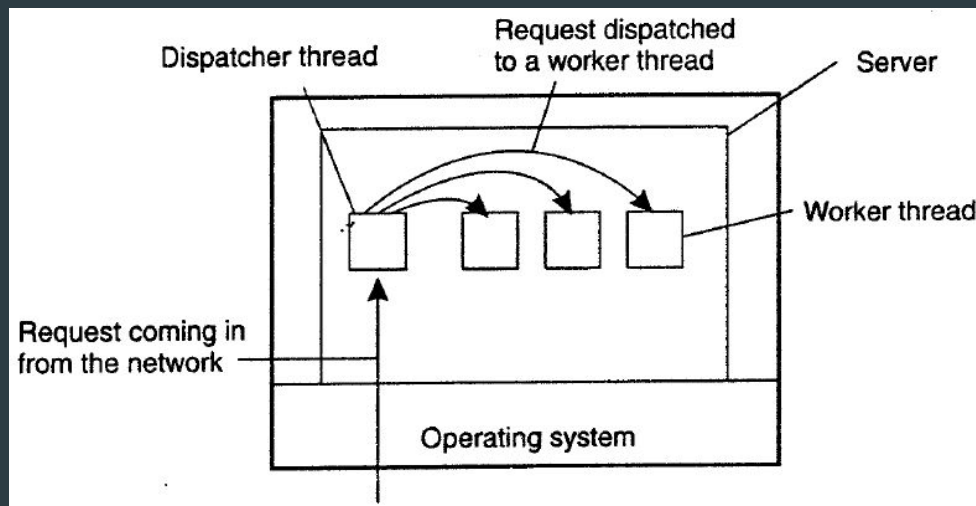 Request dispatched
to a worker thread
Dispatcher thread
Server
Worker thread
Request coming in
from the network
Operating system